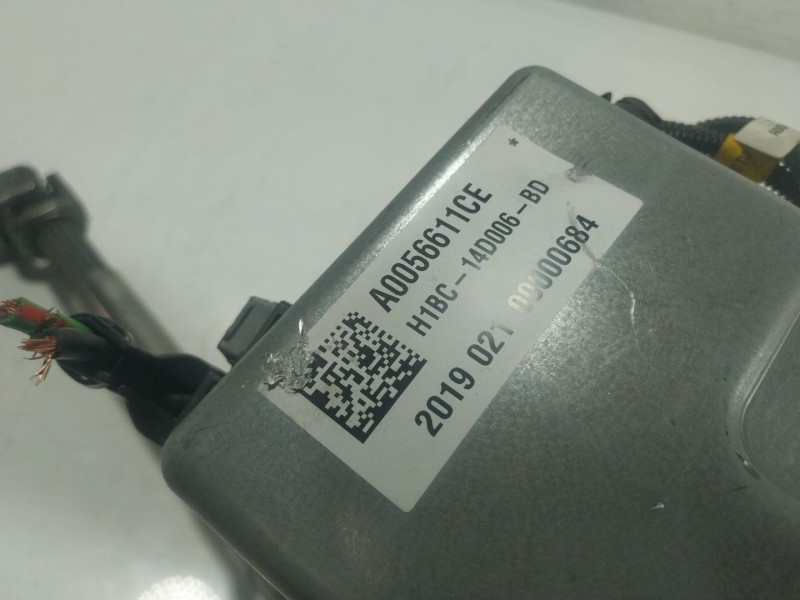 *
A0056611CE
H1BC-14D006-BD
2019 021 00000684